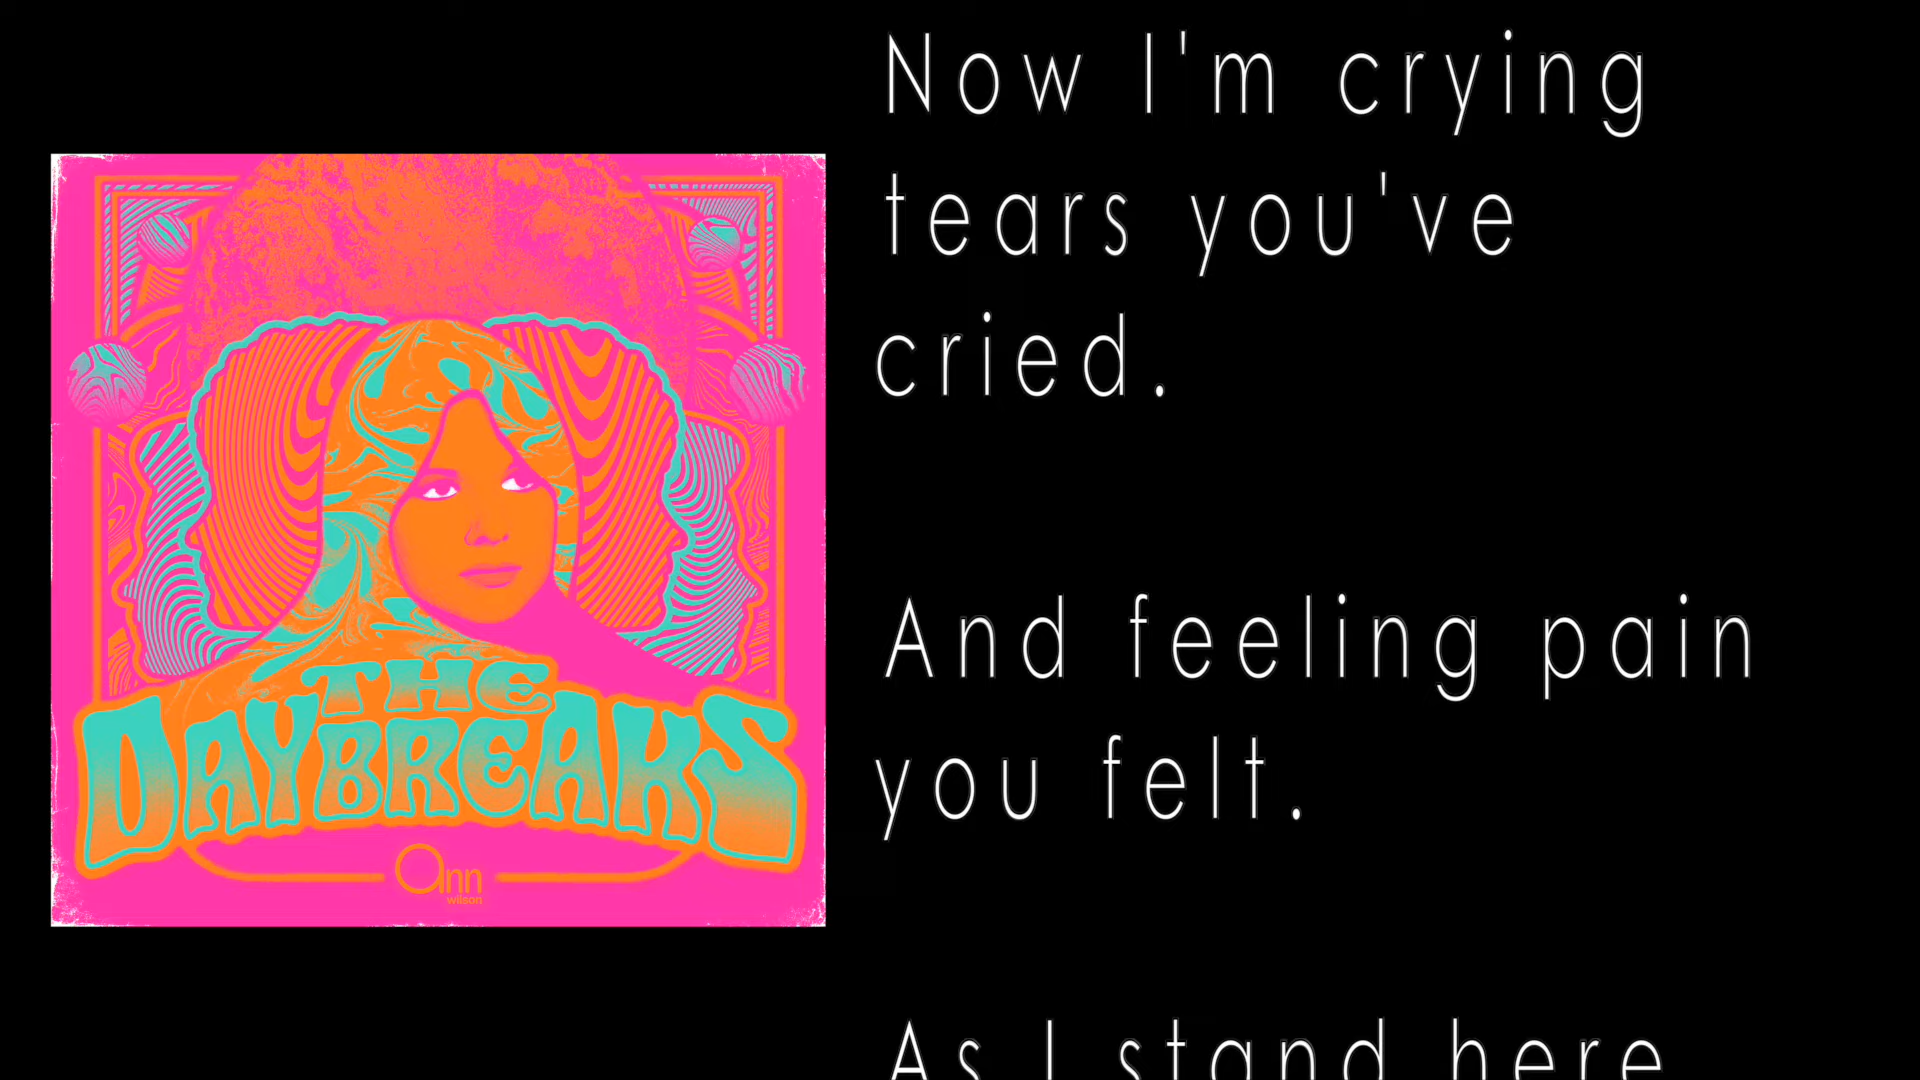 Now I'm crying
tears you've
cried.
And feeling pain
you felt.
As I stand here
THE
DAYBREAKS
ann
wilson